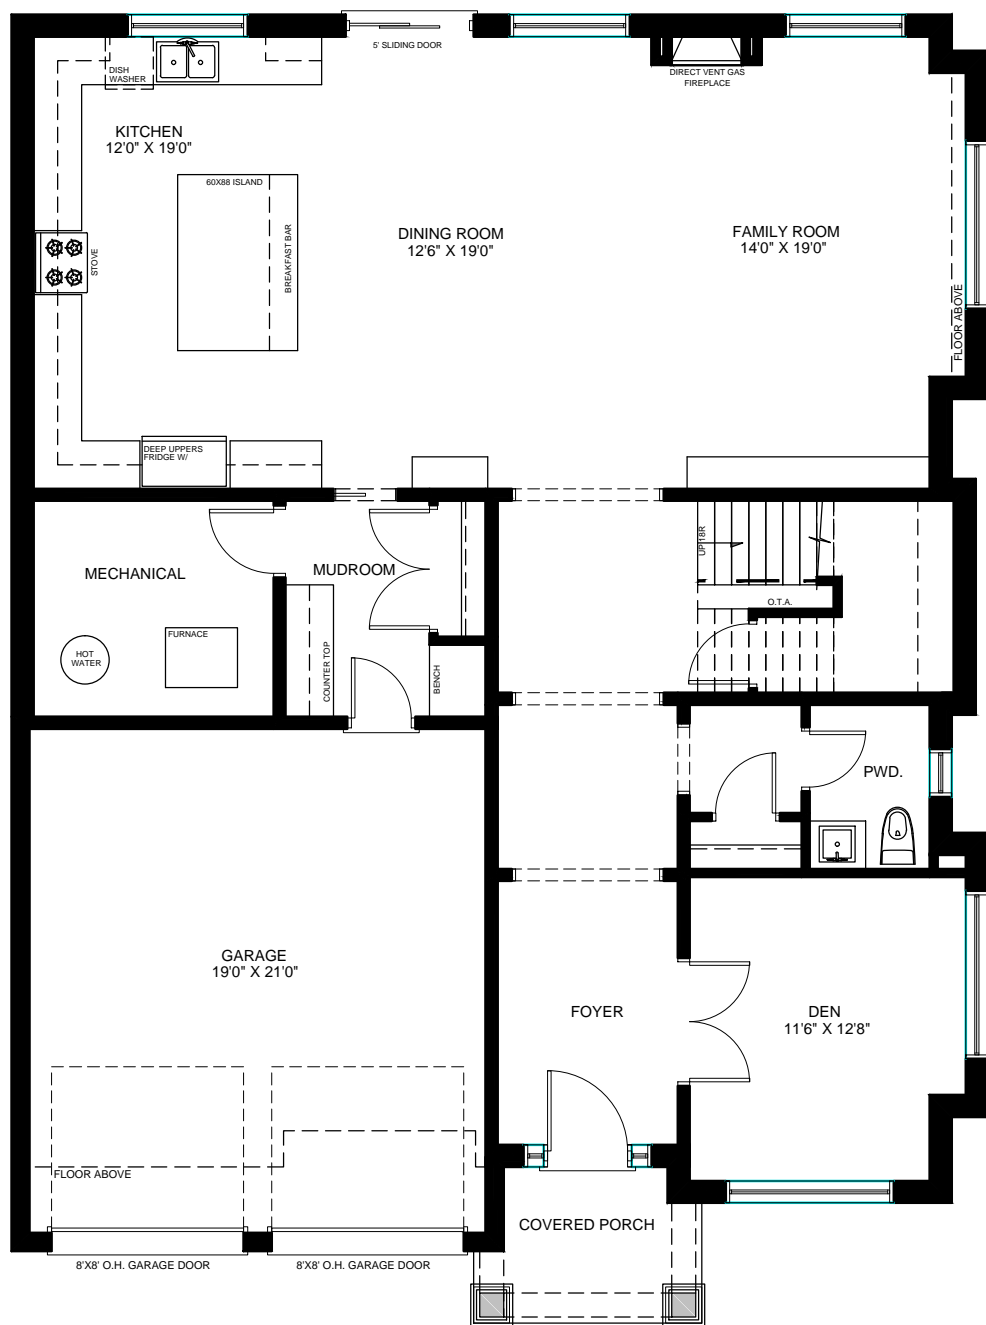 5' SLIDING DOOR
DISH
WASHER
DIRECT VENT GAS
FIREPLACE
KITCHEN
12'0" X 19'0"
60X88 ISLAND
BREAKFAST BAR
STOVE
DINING ROOM
12'6" X 19'0"
FAMILY ROOM
14'0" X 19'0"
FLOOR ABOVE
DEEP UPPERS
FRIDGE W/
MECHANICAL
MUDROOM
UP 18R
O.T.A.
FURNACE
HOT
WATER
COUNTER TOP
BENCH
PWD.
GARAGE
19'0" X 21'0"
FOYER
DEN
11'6" X 12'8"
FLOOR ABOVE
COVERED PORCH
8'X8' O.H. GARAGE DOOR
8'X8' O.H. GARAGE DOOR